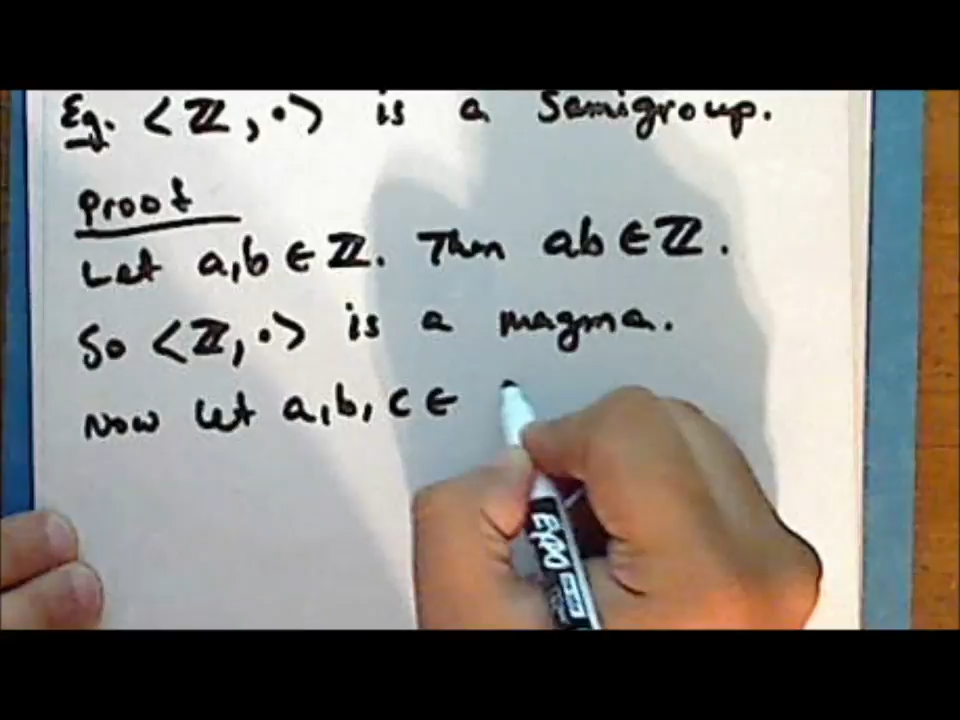 Eg. <ℤ, ·> is a Semigroup.
Proof
Let a,b ∈ ℤ. Then ab ∈ ℤ.
So <ℤ, ·> is a magma.
Now Let a, b, c ∈
EXPO